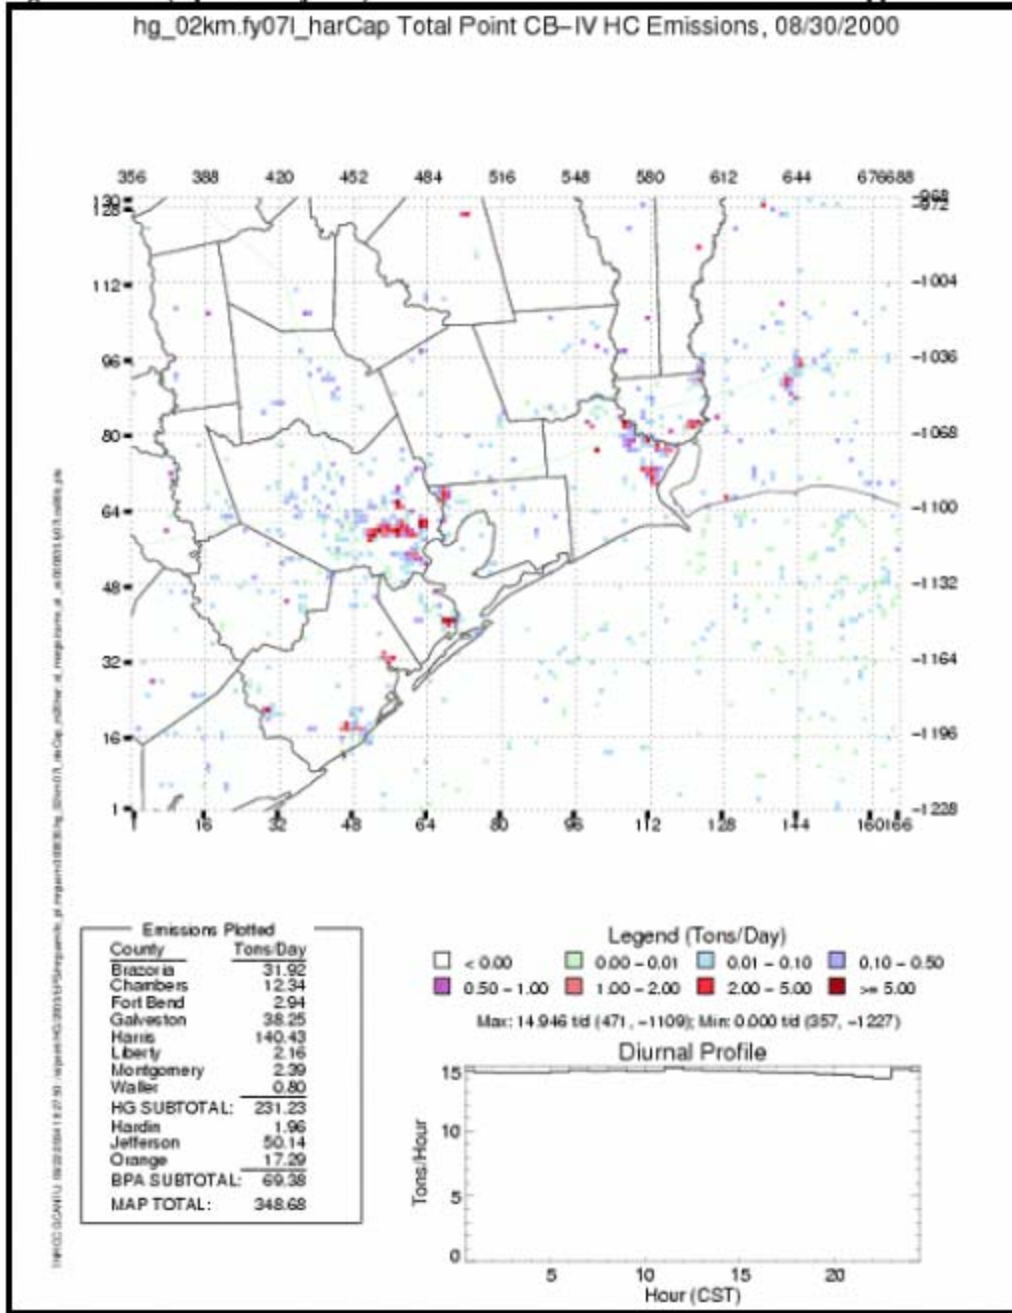 hg_02km.fy07l_harCap Total Point CB-IV HC Emissions, 08/30/2000
356 388 420 452 484 516 548 580 612 644 676688
130 -968
128 -972
112 -1004
96 -1036
80 -1068
64 -1100
48 -1132
32 -1164
16 -1196
1 -1228
1 16 32 48 64 80 96 112 128 144 160166
Emissions Plotted
County Tons/Day
Brazoria 31.92
Chambers 12.34
Fort Bend 2.94
Galveston 38.25
Harris 140.43
Liberty 2.16
Montgomery 2.39
Waller 0.80
HG SUBTOTAL: 231.23
Hardin 1.96
Jefferson 50.14
Orange 17.29
BPA SUBTOTAL: 69.38
MAP TOTAL: 348.68
Legend (Tons/Day)
< 0.00 0.00 - 0.01 0.01 - 0.10 0.10 - 0.50
0.50 - 1.00 1.00 - 2.00 2.00 - 5.00 >= 5.00
Max: 14.946 t/d (471, -1109); Min: 0.000 t/d (357, -1227)
Diurnal Profile
Tons/Hour
15
10
5
0
5 10 15 20
Hour (CST)